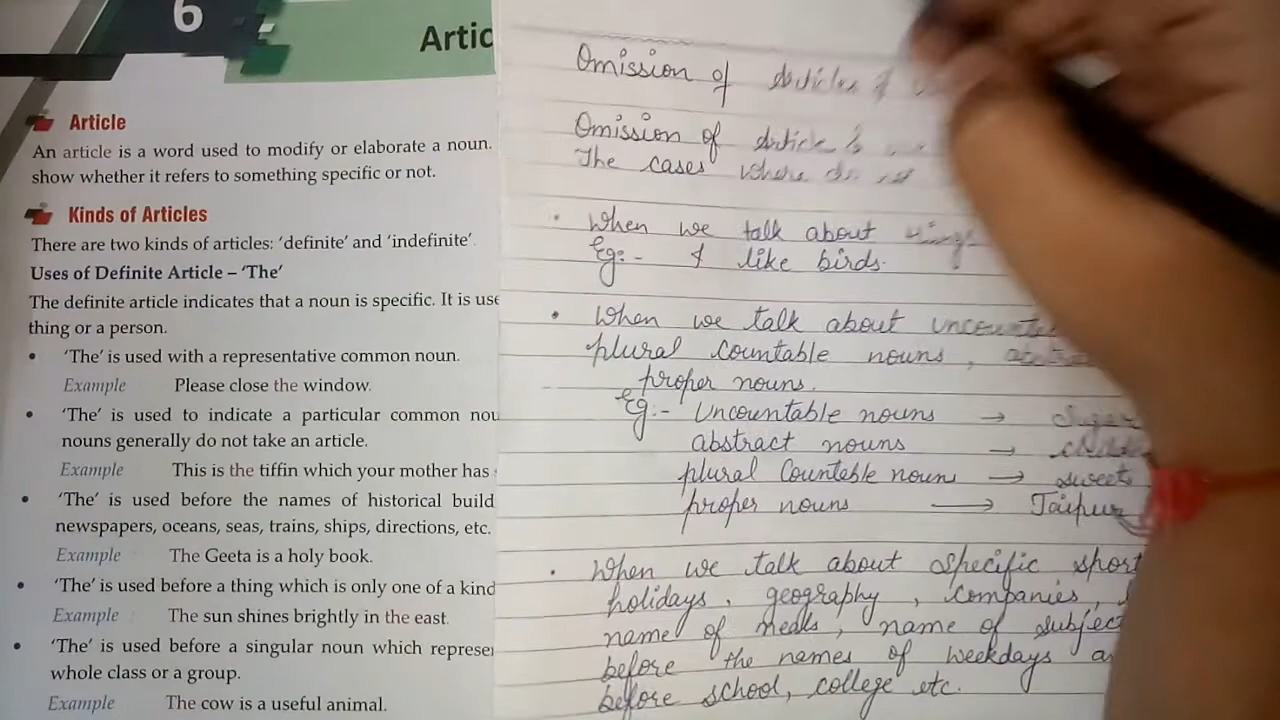 6
Artic
Article
An article is a word used to modify or elaborate a noun.
show whether it refers to something specific or not.
Kinds of Articles
There are two kinds of articles: 'definite' and 'indefinite'.
Uses of Definite Article – 'The'
The definite article indicates that a noun is specific. It is use
thing or a person.
• 'The' is used with a representative common noun.
Example Please close the window.
• 'The' is used to indicate a particular common nou
nouns generally do not take an article.
Example This is the tiffin which your mother has
• 'The' is used before the names of historical build
newspapers, oceans, seas, trains, ships, directions, etc.
Example The Geeta is a holy book.
• 'The' is used before a thing which is only one of a kind
Example The sun shines brightly in the east.
• 'The' is used before a singular noun which represe
whole class or a group.
Example The cow is a useful animal.
Omission of Articles
Omission of Article is
The cases where do not
• When we talk about
Eg:- I like birds.
• When we talk about uncounta
plural countable nouns,
proper nouns.
Eg:- Uncountable nouns → Sugar
abstract nouns →
plural Countable nouns → sweets
proper nouns → Jaipur
• When we talk about specific sport
holidays, geography, companies,
name of meals, name of subject
before the names of weekdays a
before school, college etc.